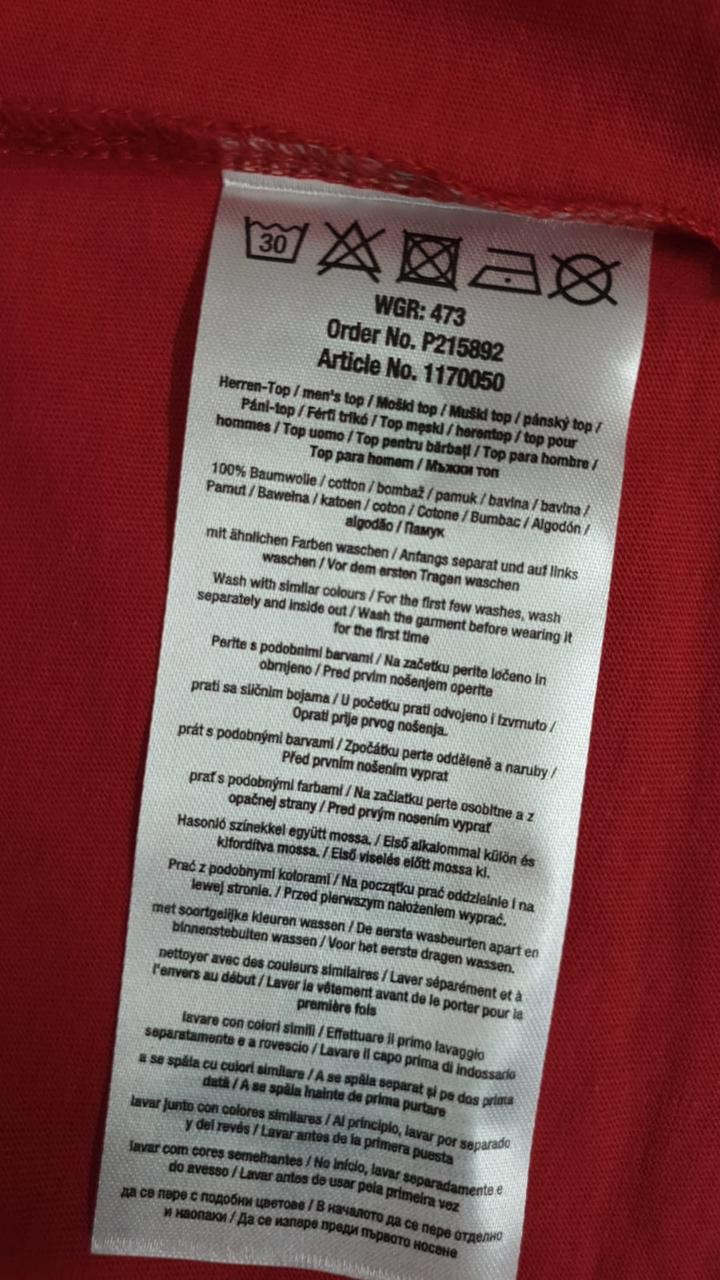 30
WGR: 473
Order No. P215892
Article No. 1170050
Herren-Top / men's top / Moški top / Muški top / pánský top /
Páni-top / Férfi trikó / Top męski / herentop / top pour
hommes / Top uomo / Top pentru bărbaţi / Top para hombre /
Top para homem / Мъжки топ
100% Baumwolle / cotton / bombaž / pamuk / bavlna / bavlna /
Pamut / Bawełna / katoen / coton / Cotone / Bumbac / Algodón /
algodão / Памук
mit ähnlichen Farben waschen / Anfangs separat und auf links
waschen / Vor dem ersten Tragen waschen
Wash with similar colours / For the first few washes, wash
separately and inside out / Wash the garment before wearing it
for the first time
Perite s podobnimi barvami / Na začetku perite ločeno in
obrnjeno / Pred prvim nošenjem operite
prati sa sličnim bojama / U početku prati odvojeno i izvrnuto /
Oprati prije prvog nošenja.
prát s podobnými barvami / Zpočátku perte odděleně a naruby /
Před prvním nošením vyprat
prať s podobnými farbami / Na začiatku perte osobitne a z
opačnej strany / Pred prvým nosením vyprať
Hasonló színekkel együtt mossa. / Első alkalommal külön és
kifordítva mossa. / Első viselés előtt mossa ki.
Prać z podobnymi kolorami / Na początku prać oddzielnie i na
lewej stronie. / Przed pierwszym nałożeniem wyprać.
met soortgelijke kleuren wassen / De eerste wasbeurten apart en
binnenstebuiten wassen / Voor het eerste dragen wassen.
nettoyer avec des couleurs similaires / Laver séparément et à
l'envers au début / Laver le vêtement avant de le porter pour la
première fois
lavare con colori simili / Effettuare il primo lavaggio
separatamente e a rovescio / Lavare il capo prima di indossarlo
a se spăla cu culori similare / A se spăla separat şi pe dos prima
dată / A se spăla înainte de prima purtare
lavar junto con colores similares / Al principio, lavar por separado
y del revés / Lavar antes de la primera puesta
lavar com cores semelhantes / No início, lavar separadamente e
do avesso / Lavar antes de usar pela primeira vez
да се пере с подобни цветове / В началото да се пере отделно
и наопаки / Да се изпере преди първото носене